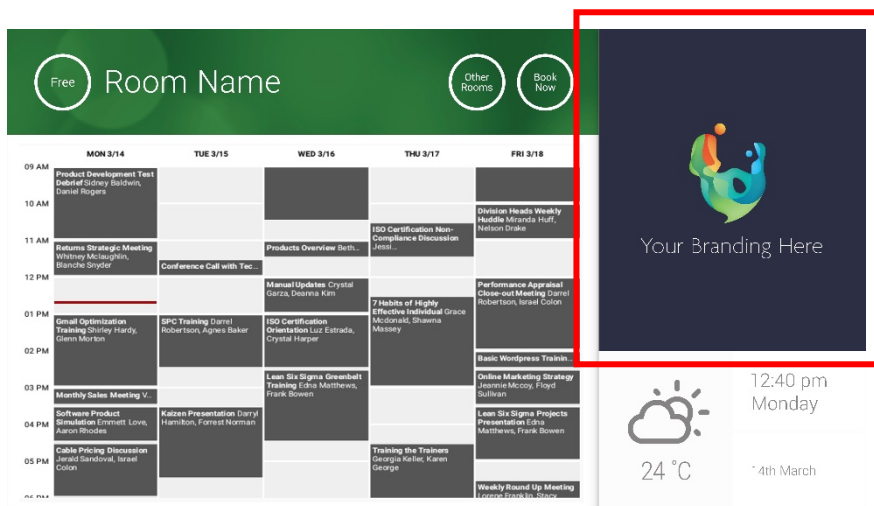 Free
Room Name
Other
Rooms
Book
Now
MON 3/14
TUE 3/15
WED 3/16
THU 3/17
FRI 3/18
09 AM
10 AM
11 AM
12 PM
01 PM
02 PM
03 PM
04 PM
05 PM
Product Development Test
Debrief Sidney Baldwin,
Daniel Rogers
Returns Strategic Meeting
Whitney Mclaughlin,
Blanche Snyder
Gmail Optimization
Training Shirley Hardy,
Glenn Morton
Monthly Sales Meeting V...
Software Product
Simulation Emmett Love,
Aaron Rhodes
Cable Pricing Discussion
Jerald Sandoval, Israel
Colon
Conference Call with Tec...
SPC Training Darrel
Robertson, Agnes Baker
Kaizen Presentation Darryl
Hamilton, Forrest Norman
Products Overview Beth...
Manual Updates Crystal
Garza, Deanna Kim
ISO Certification
Orientation Luz Estrada,
Crystal Harper
Lean Six Sigma Greenbelt
Training Edna Matthews,
Frank Bowen
ISO Certification Non-
Compliance Discussion
Jessi...
7 Habits of Highly
Effective Individual Grace
Mcdonald, Shawna
Massey
Training the Trainers
Georgia Keller, Karen
George
Division Heads Weekly
Huddle Miranda Huff,
Nelson Drake
Performance Appraisal
Close-out Meeting Darrel
Robertson, Israel Colon
Basic Wordpress Trainin...
Online Marketing Strategy
Jeannie Mccoy, Floyd
Sullivan
Lean Six Sigma Projects
Presentation Edna
Matthews, Frank Bowen
Weekly Round Up Meeting
Lorene Franklin, Stacy
Your Branding Here
12:40 pm
Monday
24 °C
14th March